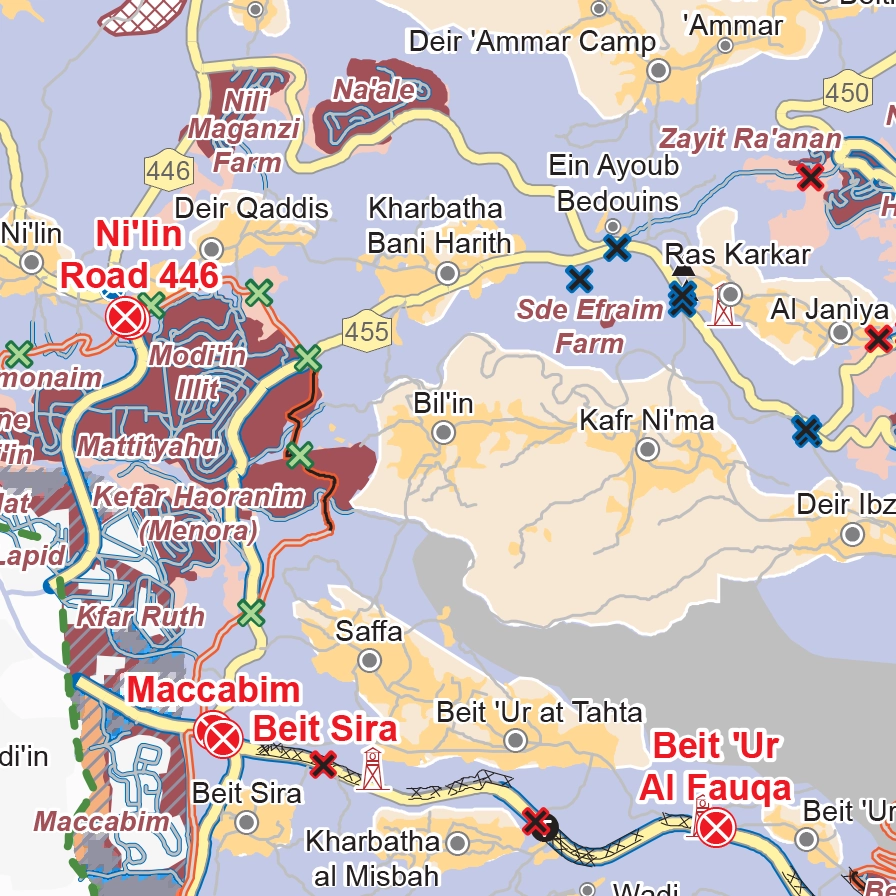 'Ammar
Deir 'Ammar Camp
Na'ale
Nili
Maganzi
Farm
450
Zayit Ra'anan
446
Ein Ayoub
Bedouins
Deir Qaddis
Kharbatha
Bani Harith
Ni'lin
Ni'lin
Road 446
Ras Karkar
Sde Efraim
Farm
Al Janiya
455
Modi'in
Illit
monaim
Bil'in
Kafr Ni'ma
ne
'lin
Mattityahu
Kefar Haoranim
(Menora)
lat
Lapid
Deir Ibz
Kfar Ruth
Saffa
Maccabim
Beit Sira
Beit 'Ur at Tahta
di'in
Beit 'Ur
Al Fauqa
Beit Sira
Maccabim
Beit 'Ur
Kharbatha
al Misbah
Wadi
Be